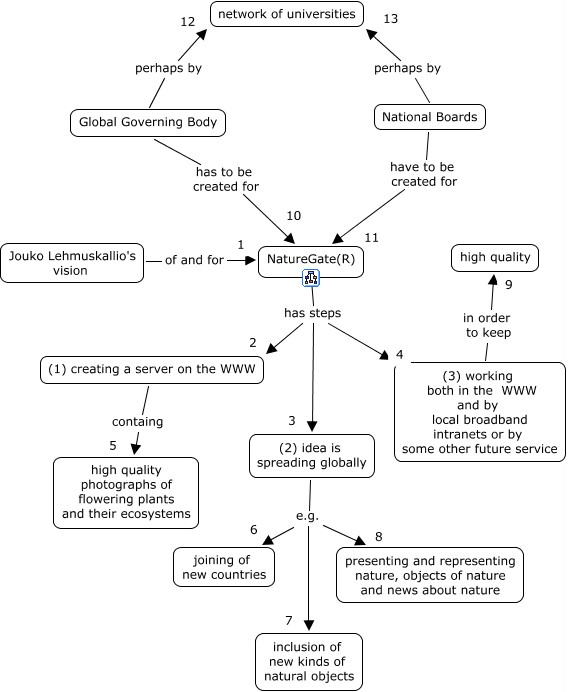 12
network of universities
13
perhaps by
perhaps by
Global Governing Body
National Boards
has to be
created for
have to be
created for
10
11
Jouko Lehmuskallio's
vision
of and for
1
NatureGate(R)
high quality
9
has steps
in order
to keep
2
4
(1) creating a server on the WWW
(3) working
both in the WWW
and by
local broadband
intranets or by
some other future service
containg
3
5
(2) idea is
spreading globally
high quality
photographs of
flowering plants
and their ecosystems
e.g.
6
8
joining of
new countries
presenting and representing
nature, objects of nature
and news about nature
7
inclusion of
new kinds of
natural objects